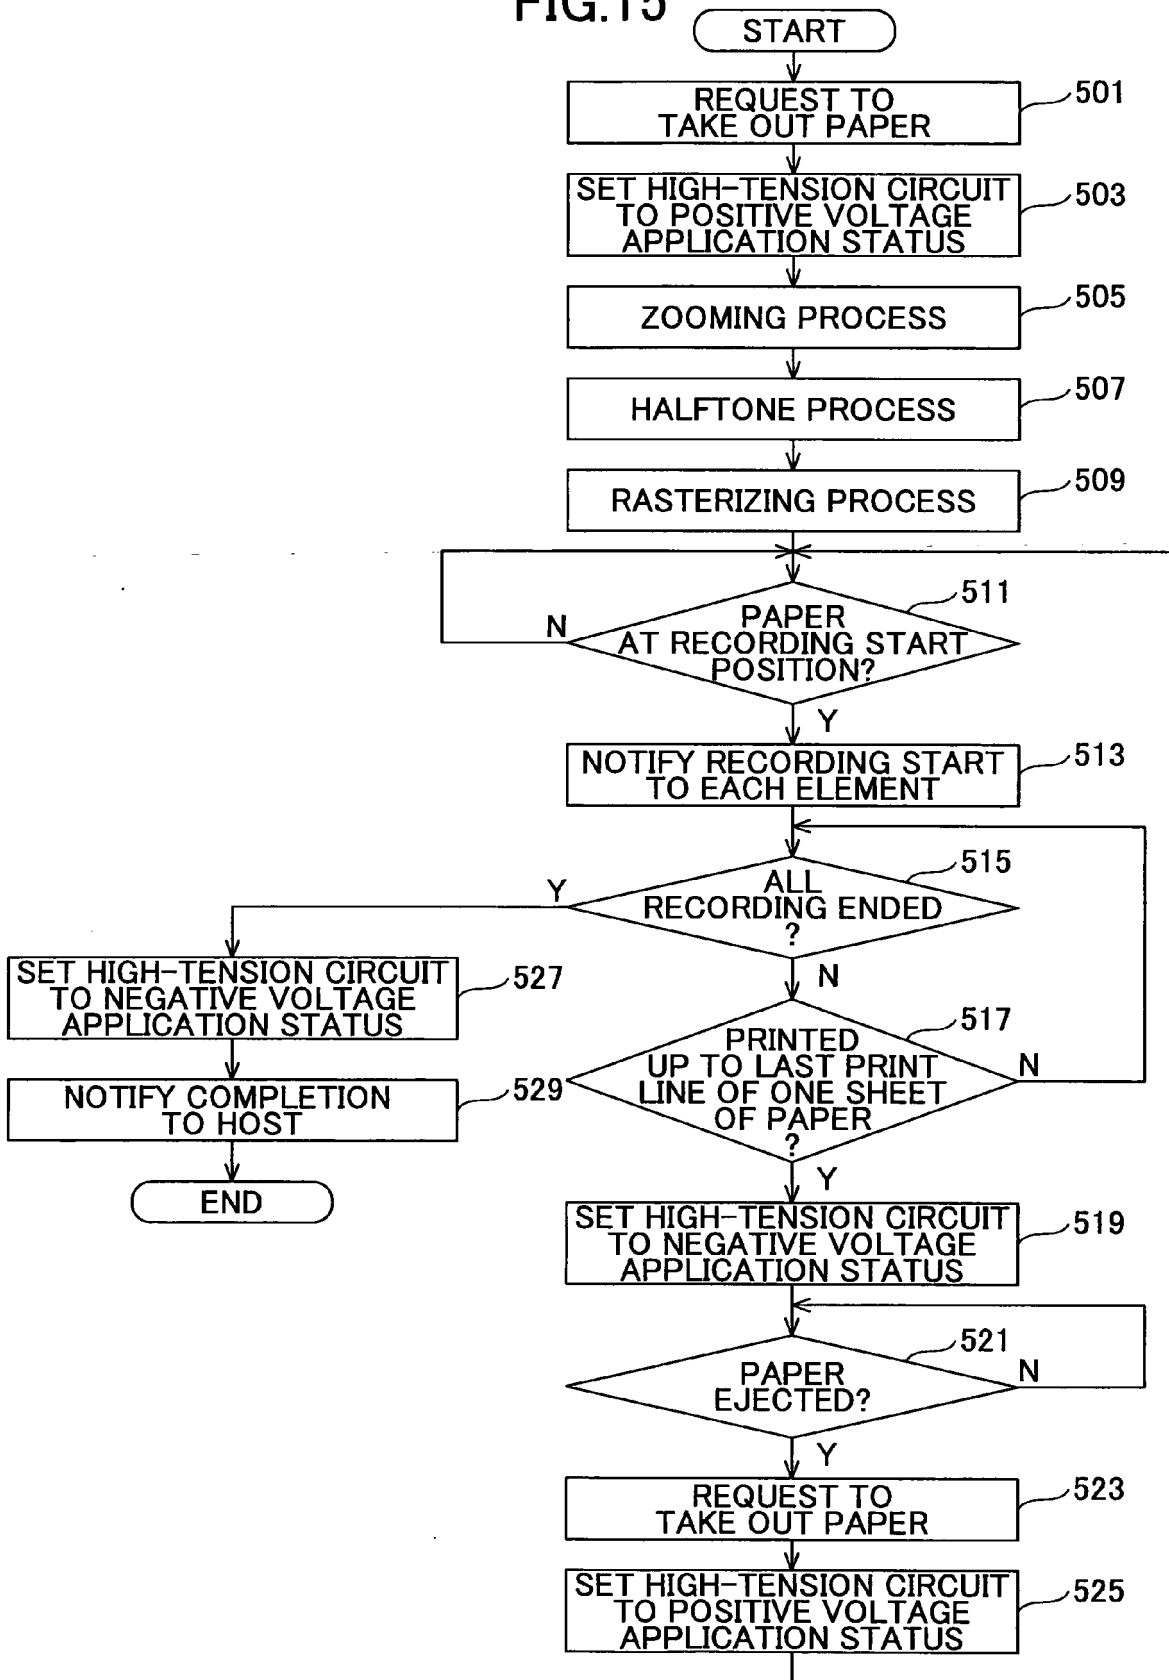 FIG.15
START
REQUEST TO
TAKE OUT PAPER
501
SET HIGH-TENSION CIRCUIT
TO POSITIVE VOLTAGE
APPLICATION STATUS
503
ZOOMING PROCESS
505
HALFTONE PROCESS
507
RASTERIZING PROCESS
509
PAPER
AT RECORDING START
POSITION?
511
N
Y
NOTIFY RECORDING START
TO EACH ELEMENT
513
ALL
RECORDING ENDED
?
515
Y
N
SET HIGH-TENSION CIRCUIT
TO NEGATIVE VOLTAGE
APPLICATION STATUS
527
NOTIFY COMPLETION
TO HOST
529
END
PRINTED
UP TO LAST PRINT
LINE OF ONE SHEET
OF PAPER
?
517
N
Y
SET HIGH-TENSION CIRCUIT
TO NEGATIVE VOLTAGE
APPLICATION STATUS
519
PAPER
EJECTED?
521
N
Y
REQUEST TO
TAKE OUT PAPER
523
SET HIGH-TENSION CIRCUIT
TO POSITIVE VOLTAGE
APPLICATION STATUS
525